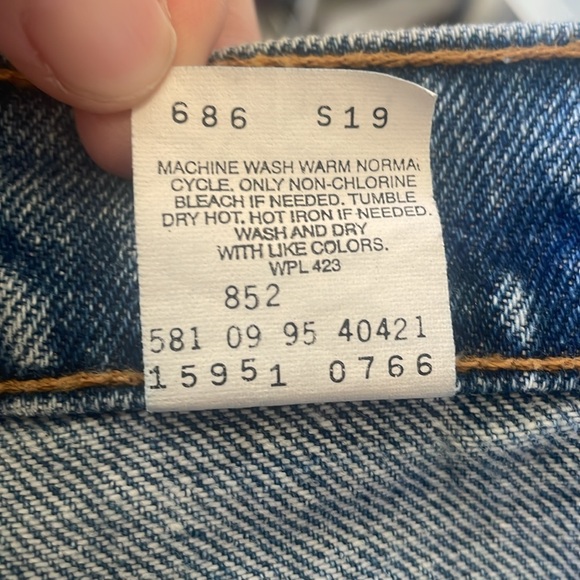 686 S19
MACHINE WASH WARM NORMAL
CYCLE. ONLY NON-CHLORINE
BLEACH IF NEEDED. TUMBLE
DRY HOT. HOT IRON IF NEEDED.
WASH AND DRY
WITH LIKE COLORS.
WPL 423
852
581 09 95 40421
15951 0766